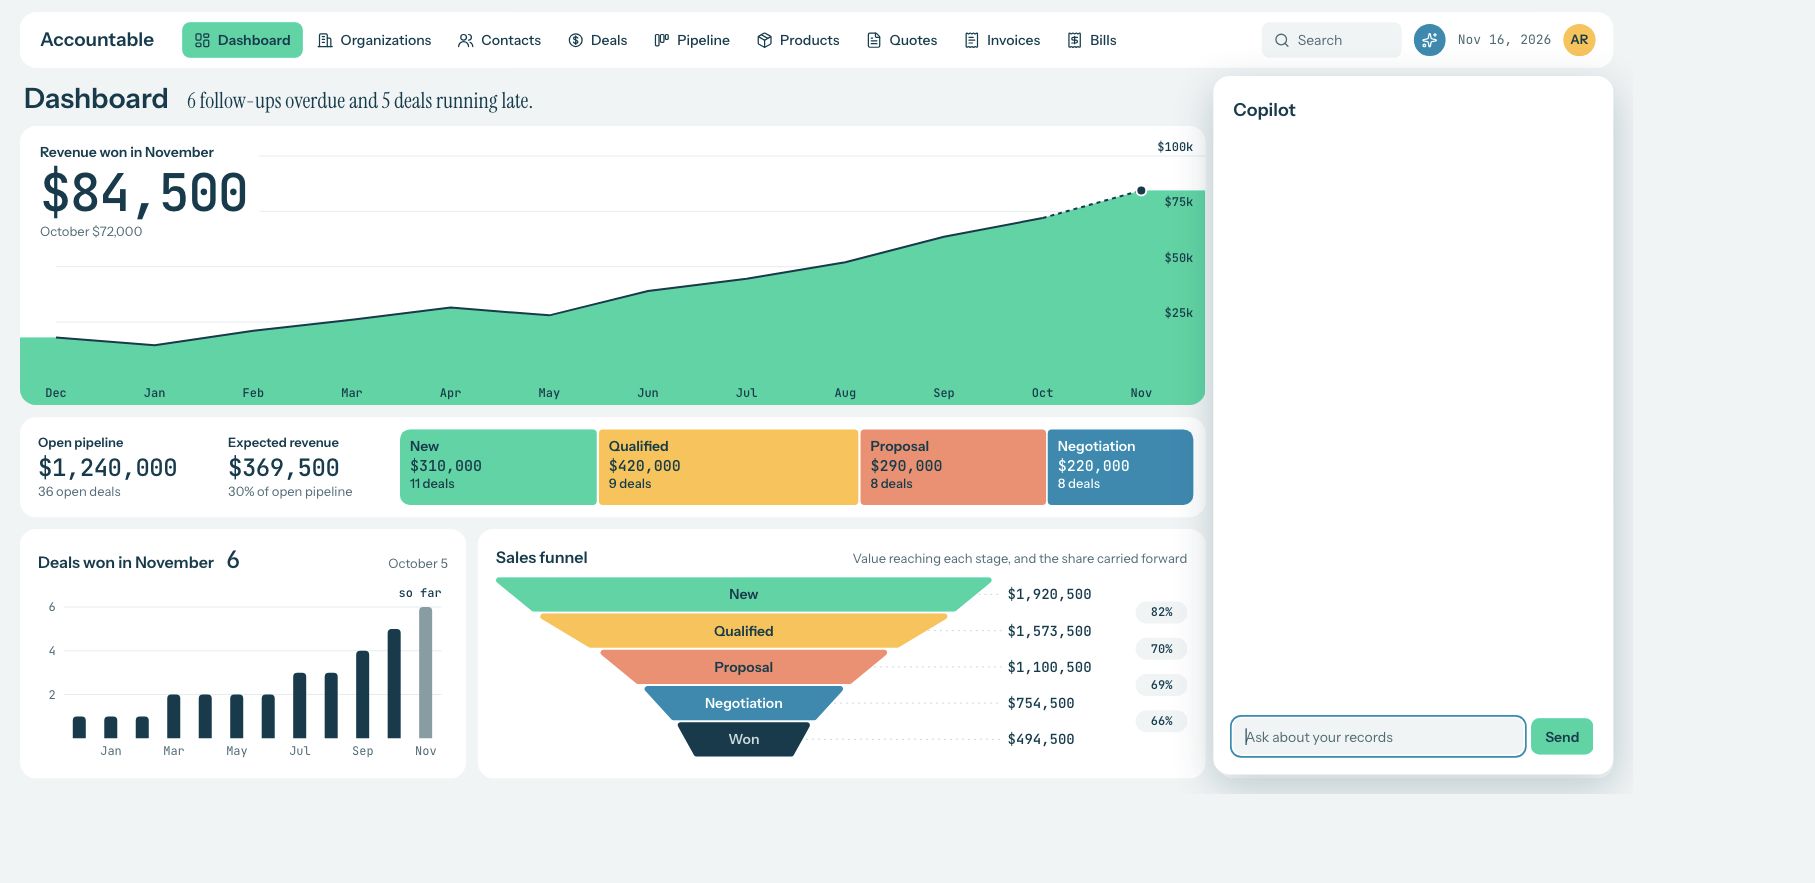 Accountable
Dashboard
Organizations
Contacts
Deals
Pipeline
Products
Quotes
Invoices
Bills
Search
Nov 16, 2026
AR
Dashboard
6 follow-ups overdue and 5 deals running late.
Revenue won in November
$84,500
October $72,000
$100k
$75k
$50k
$25k
Dec Jan Feb Mar Apr May Jun Jul Aug Sep Oct Nov
Open pipeline
$1,240,000
36 open deals
Expected revenue
$369,500
30% of open pipeline
New
$310,000
11 deals
Qualified
$420,000
9 deals
Proposal
$290,000
8 deals
Negotiation
$220,000
8 deals
Deals won in November 6
October 5
so far
6
4
2
Jan Mar May Jul Sep Nov
Sales funnel
Value reaching each stage, and the share carried forward
New $1,920,500
82%
Qualified $1,573,500
70%
Proposal $1,100,500
69%
Negotiation $754,500
66%
Won $494,500
Copilot
Ask about your records
Send